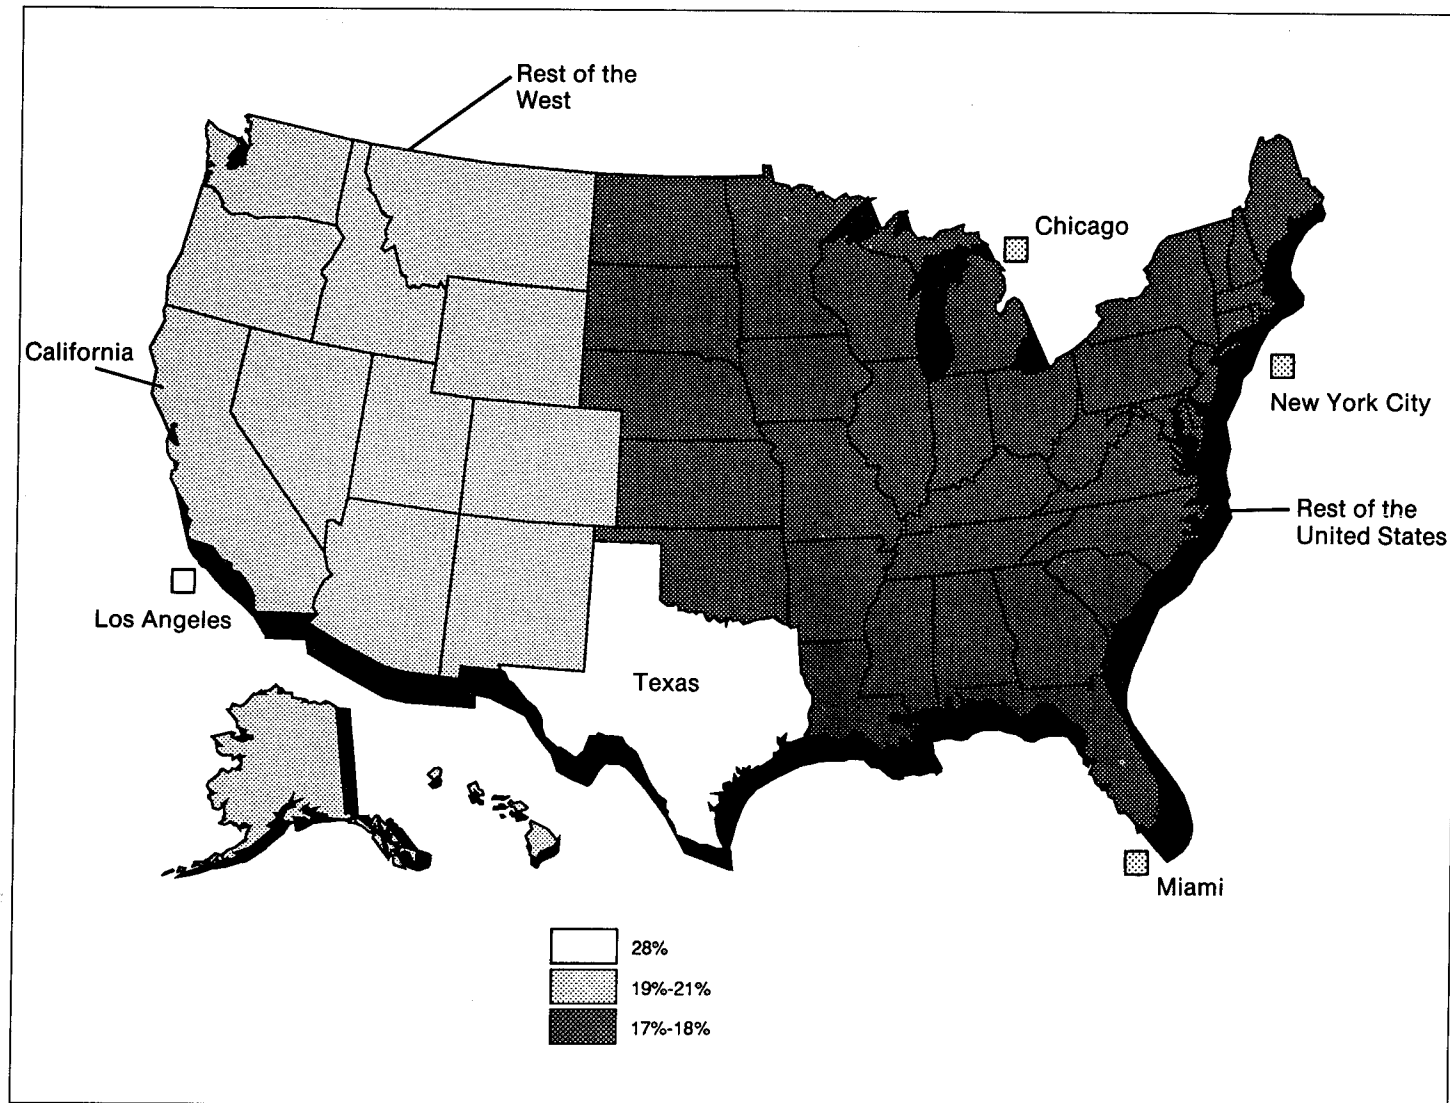 Rest of the
West
Chicago
California
New York City
Rest of the
United States
Los Angeles
Texas
Miami
28%
19%-21%
17%-18%